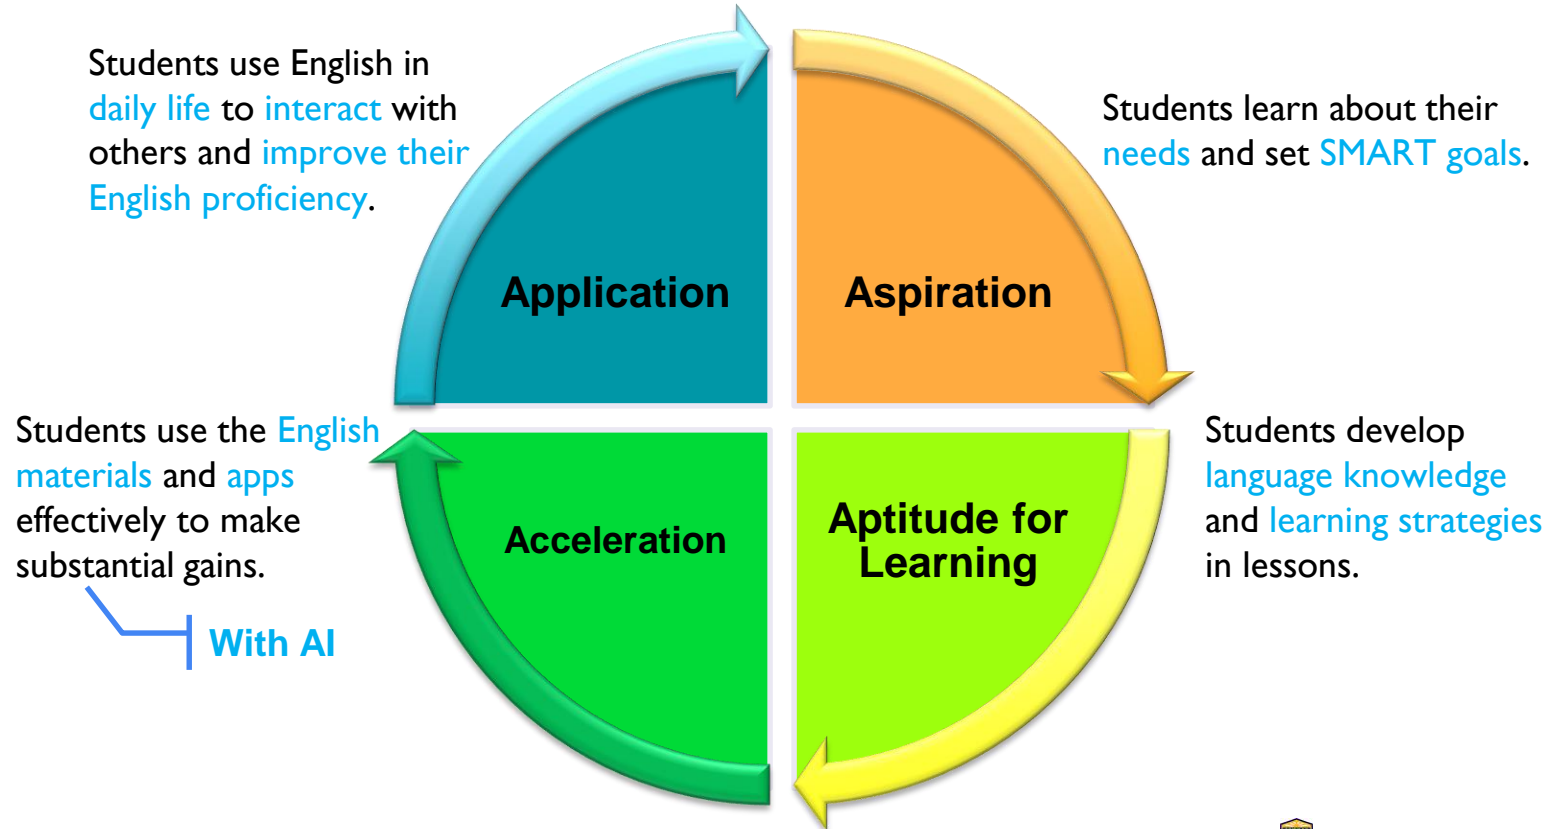 Students use English in
daily life to interact with
others and improve their
English proficiency.
Students learn about their
needs and set SMART goals.
Application
Aspiration
Students use the English
materials and apps
effectively to make
substantial gains.
With AI
Acceleration
Aptitude for
Learning
Students develop
language knowledge
and learning strategies
in lessons.